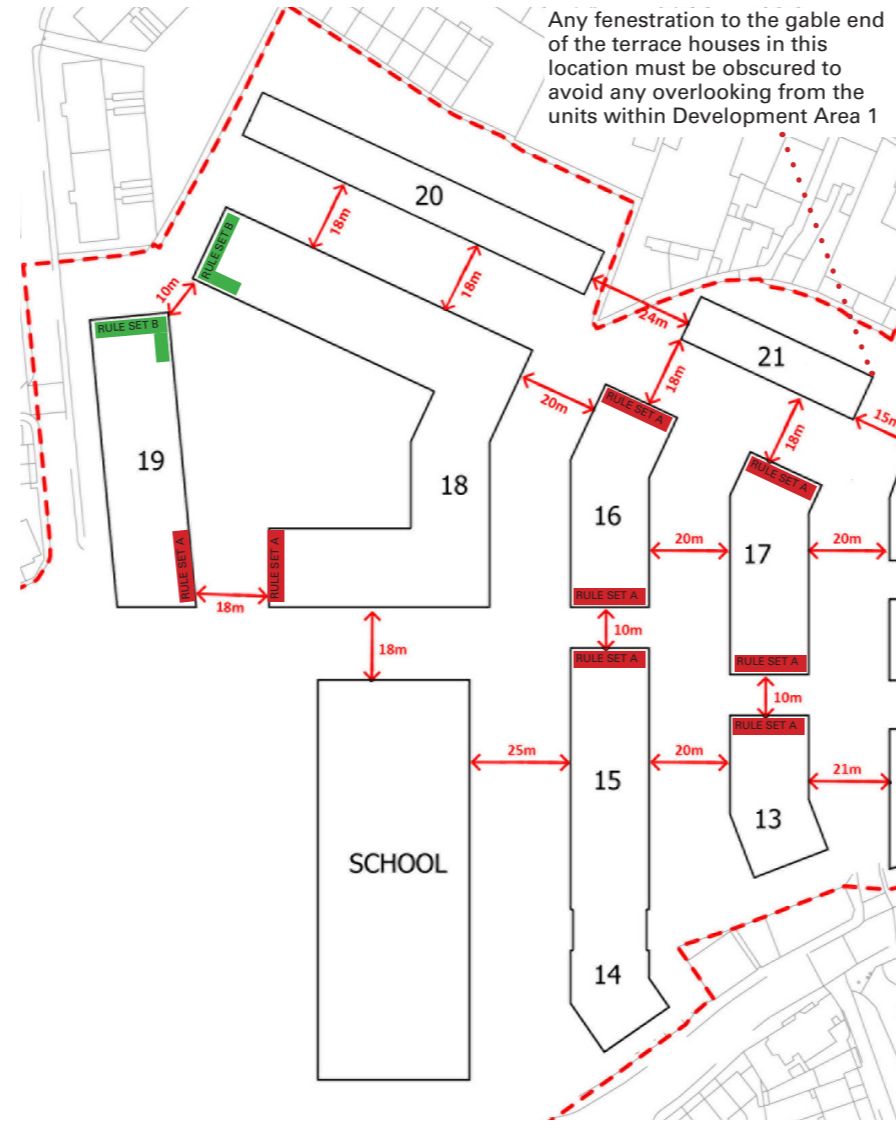 Any fenestration to the gable end
of the terrace houses in this
location must be obscured to
avoid any overlooking from the
units within Development Area 1
20
18m
RULE SET B
18m
10m
24m
RULE SET B
21
18m
20m
RULE SET A
15m
18m
RULE SET A
19
18
16
17
20m
20m
RULE SET A
RULE SET A
RULE SET A
18m
10m
18m
RULE SET A
RULE SET A
10m
RULE SET A
25m
20m
15
21m
13
SCHOOL
14